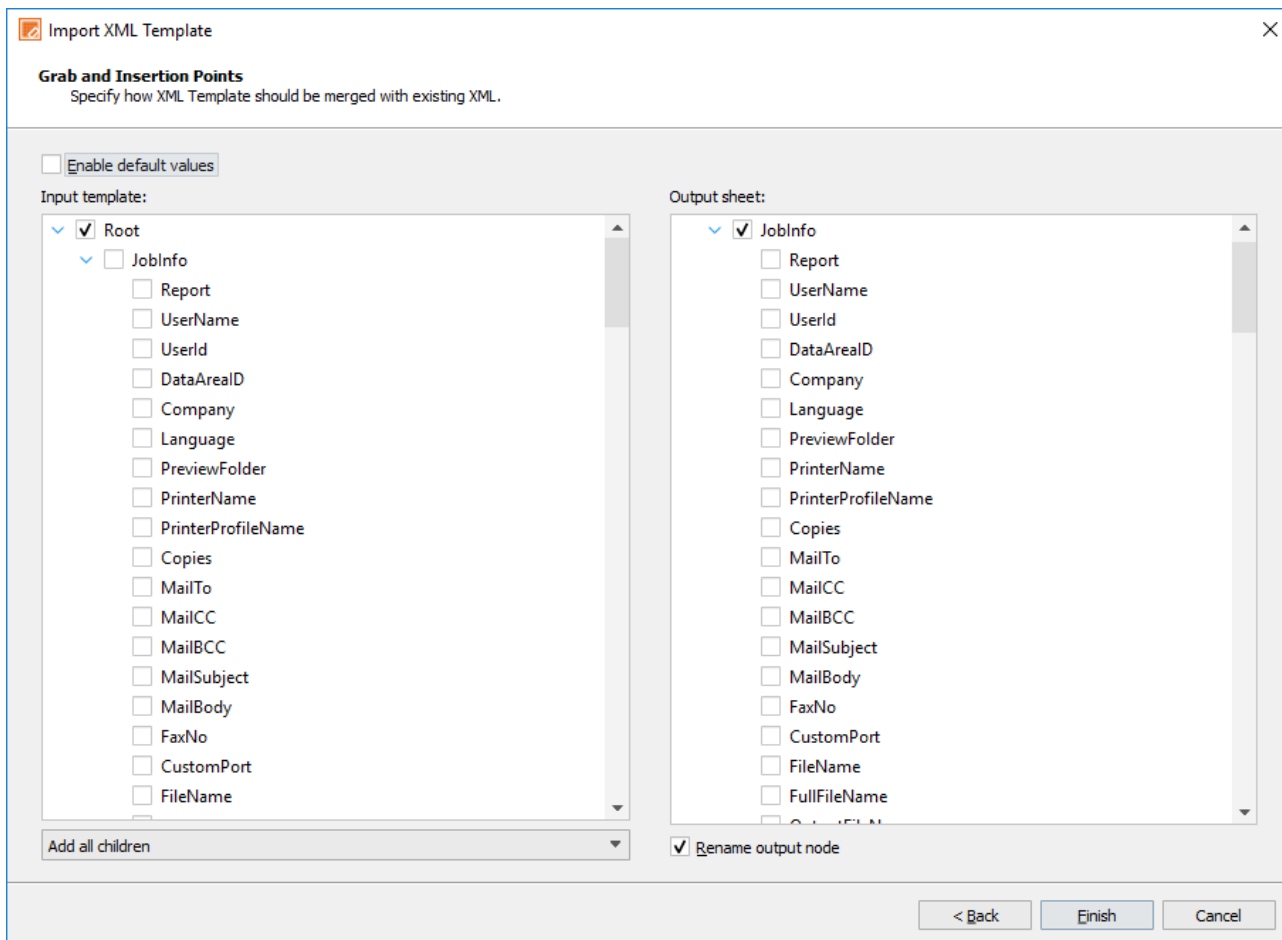 Import XML Template
Grab and Insertion Points
Specify how XML Template should be merged with existing XML.
Enable default values
Input template:
Root
JobInfo
Report
UserName
UserId
DataAreaID
Company
Language
PreviewFolder
PrinterName
PrinterProfileName
Copies
MailTo
MailCC
MailBCC
MailSubject
MailBody
FaxNo
CustomPort
FileName
Add all children
Output sheet:
JobInfo
Report
UserName
UserId
DataAreaID
Company
Language
PreviewFolder
PrinterName
PrinterProfileName
Copies
MailTo
MailCC
MailBCC
MailSubject
MailBody
FaxNo
CustomPort
FileName
FullFileName
Rename output node
< Back
Finish
Cancel